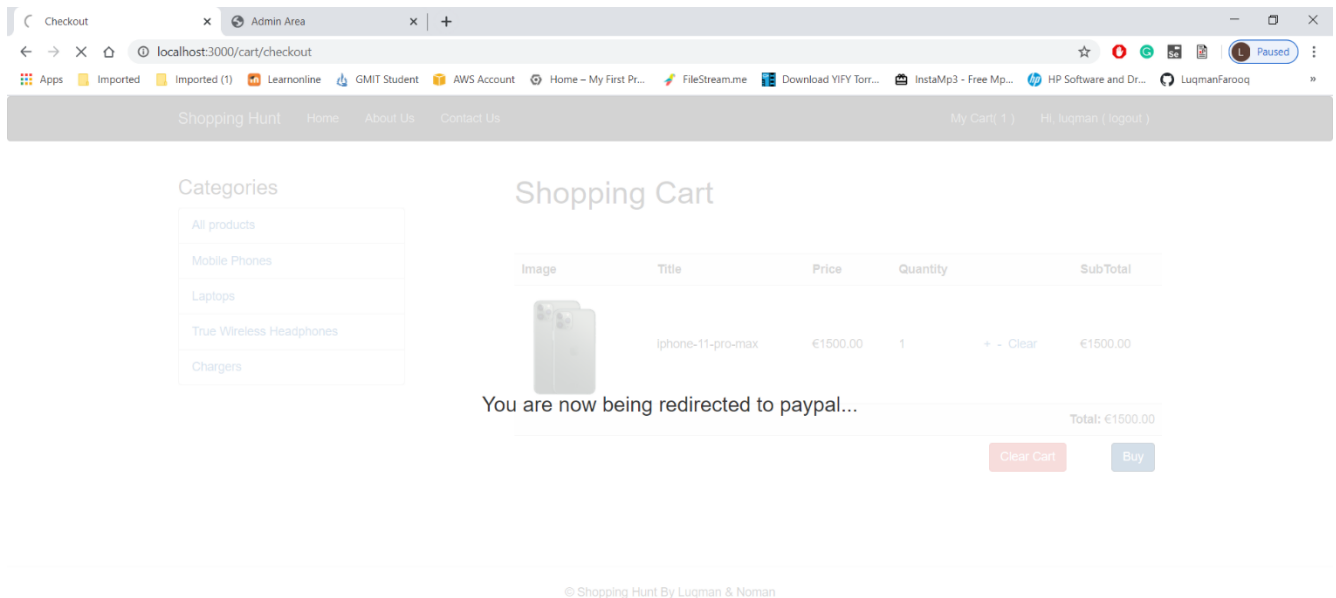 Checkout
Admin Area
localhost:3000/cart/checkout
Paused
Apps Imported Imported (1) Learnonline GMIT Student AWS Account Home – My First Pr... FileStream.me Download YIFY Torr... InstaMp3 - Free Mp... HP Software and Dr... LuqmanFarooq »
Shopping Hunt Home About Us Contact Us My Cart( 1 ) Hi, luqman ( logout )
Categories
All products
Mobile Phones
Laptops
True Wireless Headphones
Chargers
Shopping Cart
Image Title Price Quantity SubTotal
iphone-11-pro-max €1500.00 1 + - Clear €1500.00
You are now being redirected to paypal...
Total: €1500.00
Clear Cart Buy
© Shopping Hunt By Luqman & Noman